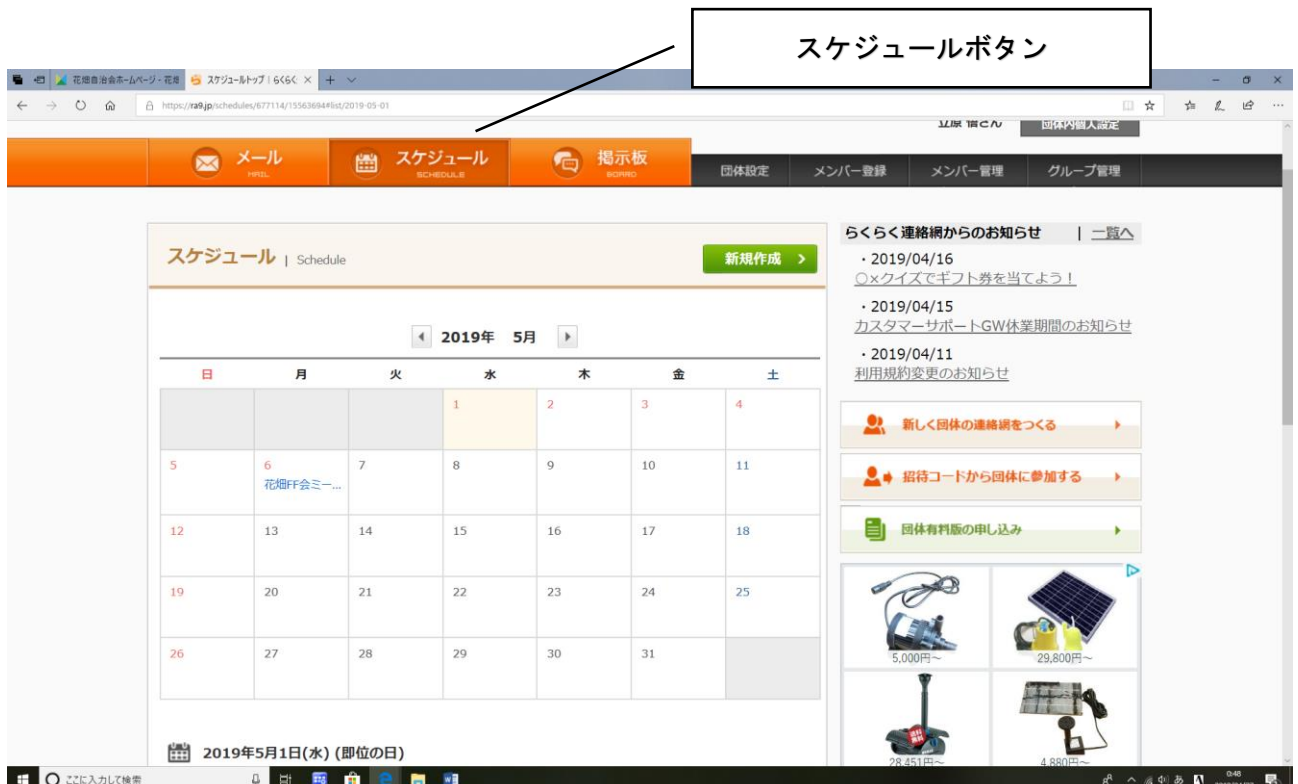 スケジュールボタン
花畑自治会ホームページ・花畑
スケジュールトップ | らくらく
https://ra9.jp/schedules/677114/15563694#list/2019-05-01
立原 信さん 団体内個人設定
メール MAIL
スケジュール SCHEDULE
掲示板 BOARD
団体設定 メンバー登録 メンバー管理 グループ管理
スケジュール | Schedule
新規作成
2019年 5月
日 月 火 水 木 金 土
1 2 3 4
5 6 7 8 9 10 11
花畑FF会ミー...
12 13 14 15 16 17 18
19 20 21 22 23 24 25
26 27 28 29 30 31
2019年5月1日(水) (即位の日)
らくらく連絡網からのお知らせ | 一覧へ
・2019/04/16
○×クイズでギフト券を当てよう！
・2019/04/15
カスタマーサポートGW休業期間のお知らせ
・2019/04/11
利用規約変更のお知らせ
新しく団体の連絡網をつくる
招待コードから団体に参加する
団体有料版の申し込み
5,000円～
29,800円～
送料無料
28,451円～
4,880円～
ここに入力して検索
あ
0:48